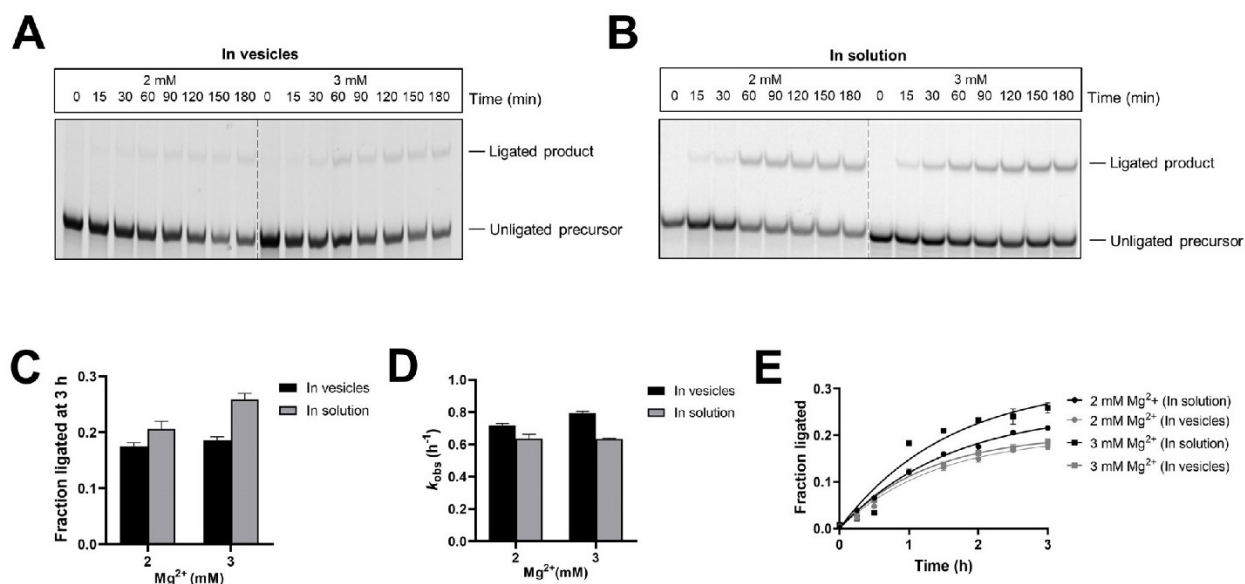 A
In vesicles
2 mM 3 mM
0 15 30 60 90 120 150 180 0 15 30 60 90 120 150 180 Time (min)
Ligated product
Unligated precursor
B
In solution
2 mM 3 mM
0 15 30 60 90 120 150 180 0 15 30 60 90 120 150 180 Time (min)
Ligated product
Unligated precursor
C
Fraction ligated at 3 h
0.3
0.2
0.1
0.0
2 3
Mg²⁺ (mM)
In vesicles
In solution
D
k_obs (h⁻¹)
1.0
0.8
0.6
0.4
0.2
0.0
2 3
Mg²⁺(mM)
In vesicles
In solution
E
Fraction ligated
0.3
0.2
0.1
0.0
0 1 2 3
Time (h)
2 mM Mg²⁺ (In solution)
2 mM Mg²⁺ (In vesicles)
3 mM Mg²⁺ (In solution)
3 mM Mg²⁺ (In vesicles)